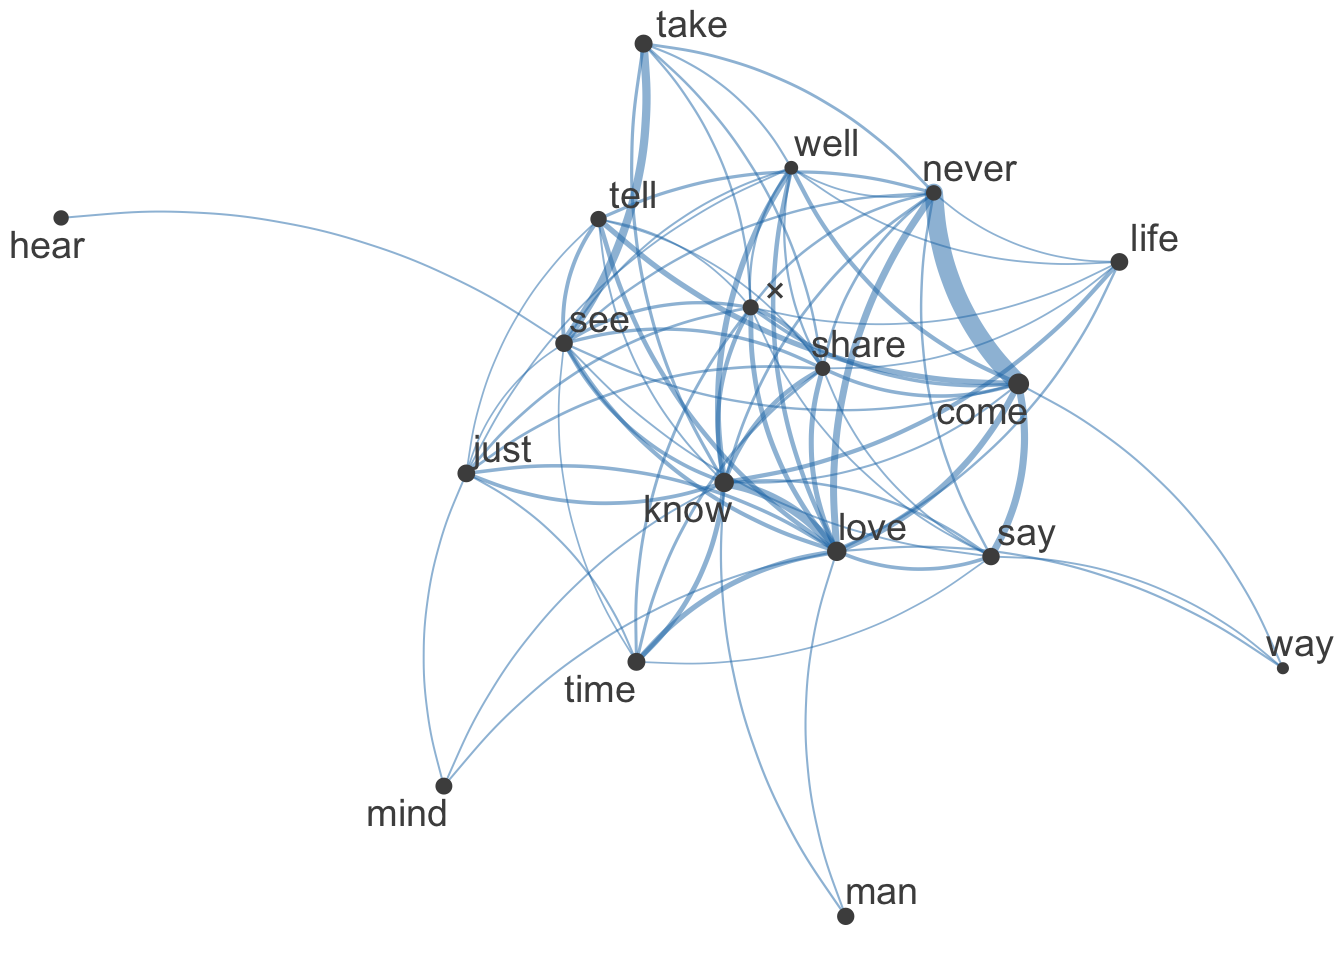 take
well
never
tell
life
hear
×
see
share
come
just
know
love
say
way
time
mind
man